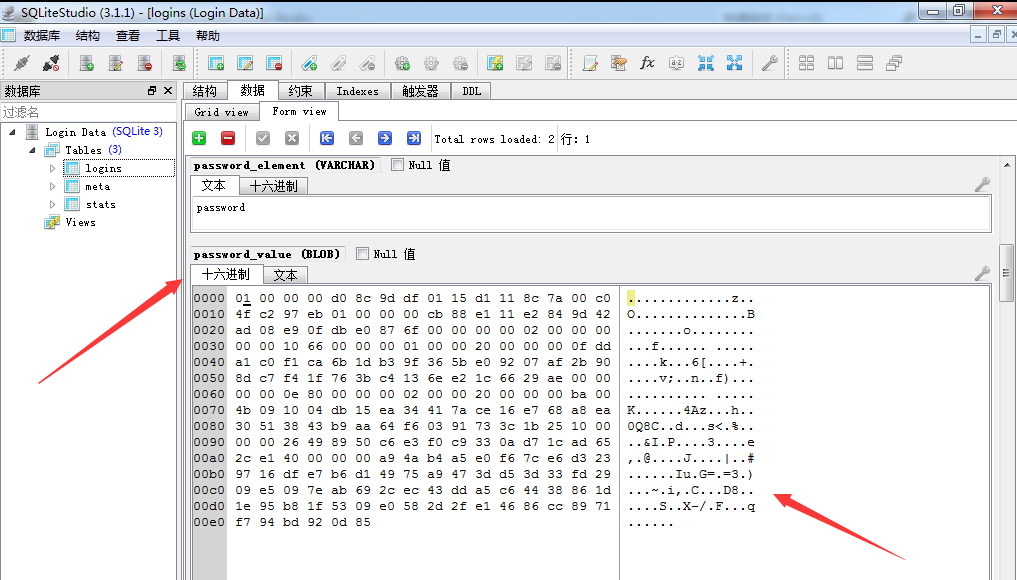 SQLiteStudio (3.1.1) - [logins (Login Data)]
数据库 结构 查看 工具 帮助
数据库
过滤名
Login Data (SQLite 3)
Tables (3)
logins
meta
stats
Views
结构 数据 约束 Indexes 触发器 DDL
Grid view Form view
Total rows loaded: 2 行: 1
password_element (VARCHAR) Null 值
文本 十六进制
password
password_value (BLOB) Null 值
十六进制 文本
0000 01 00 00 00 d0 8c 9d df 01 15 d1 11 8c 7a 00 c0 .............z..
0010 4f c2 97 eb 01 00 00 00 cb 88 e1 11 e2 84 9d 42 O..............B
0020 ad 08 e9 0f db e0 87 6f 00 00 00 00 02 00 00 00 .......o........
0030 00 00 10 66 00 00 00 01 00 00 20 00 00 00 0f dd ...f...... .....
0040 a1 c0 f1 ca 6b 1d b3 9f 36 5b e0 92 07 af 2b 90 ....k...6[....+.
0050 8d c7 f4 1f 76 3b c4 13 6e e2 1c 66 29 ae 00 00 ....v;..n..f)...
0060 00 00 0e 80 00 00 00 02 00 00 20 00 00 00 ba 00 .......... .....
0070 4b 09 10 04 db 15 ea 34 41 7a ce 16 e7 68 a8 ea K......4Az...h..
0080 30 51 38 43 b9 aa 64 f6 03 91 73 3c 1b 25 10 00 0Q8C..d...s<.%..
0090 00 00 26 49 89 50 c6 e3 f0 c9 33 0a d7 1c ad 65 ..&I.P....3....e
00a0 2c e1 40 00 00 00 a9 4a b4 a5 e0 f6 7c e6 d3 23 ,.@....J....|..#
00b0 97 16 df e7 b6 d1 49 75 a9 47 3d d5 3d 33 fd 29 ......Iu.G=.=3.)
00c0 09 e5 09 7e ab 69 2c ec 43 dd a5 c6 44 38 86 1d ...~.i,.C...D8..
00d0 1e 95 b8 1f 53 09 e0 58 2d 2f e1 46 86 cc 89 71 ....S..X-/.F...q
00e0 f7 94 bd 92 0d 85 ......